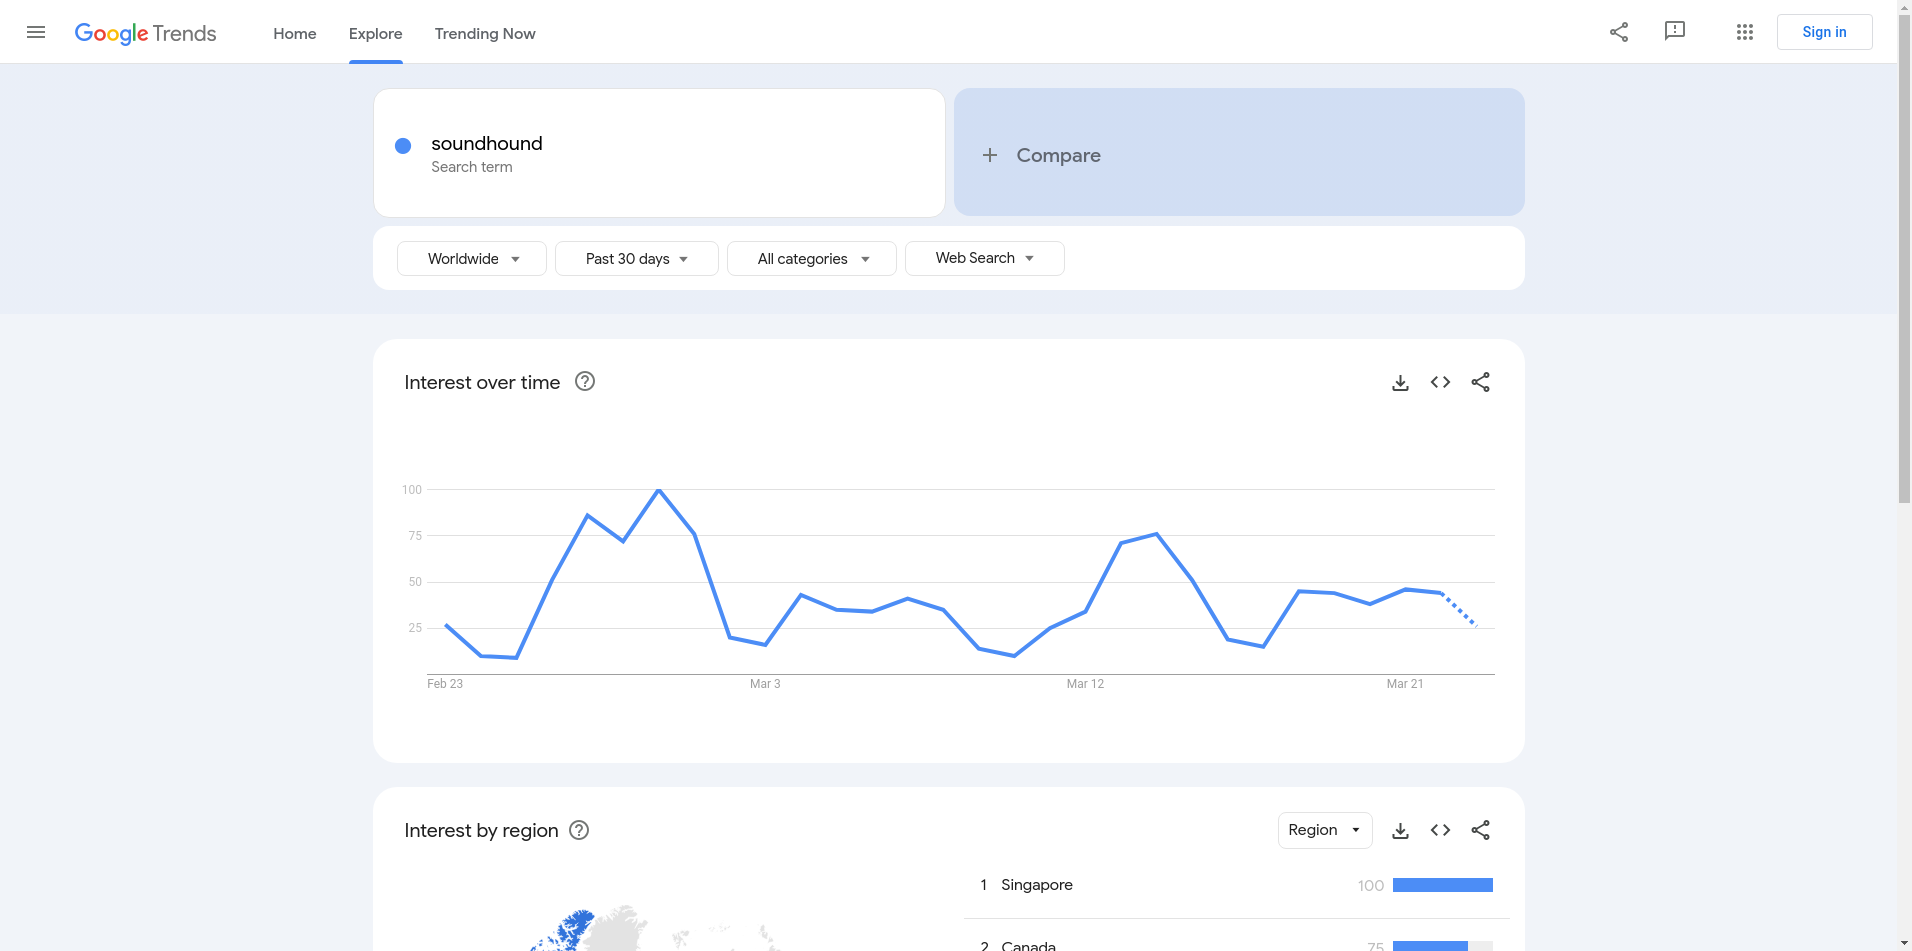 Google Trends
Home
Explore
Trending Now
Sign in
soundhound
Search term
+ Compare
Worldwide
Past 30 days
All categories
Web Search
Interest over time
100
75
50
25
Feb 23
Mar 3
Mar 12
Mar 21
Interest by region
Region
1 Singapore 100
2 Canada 75